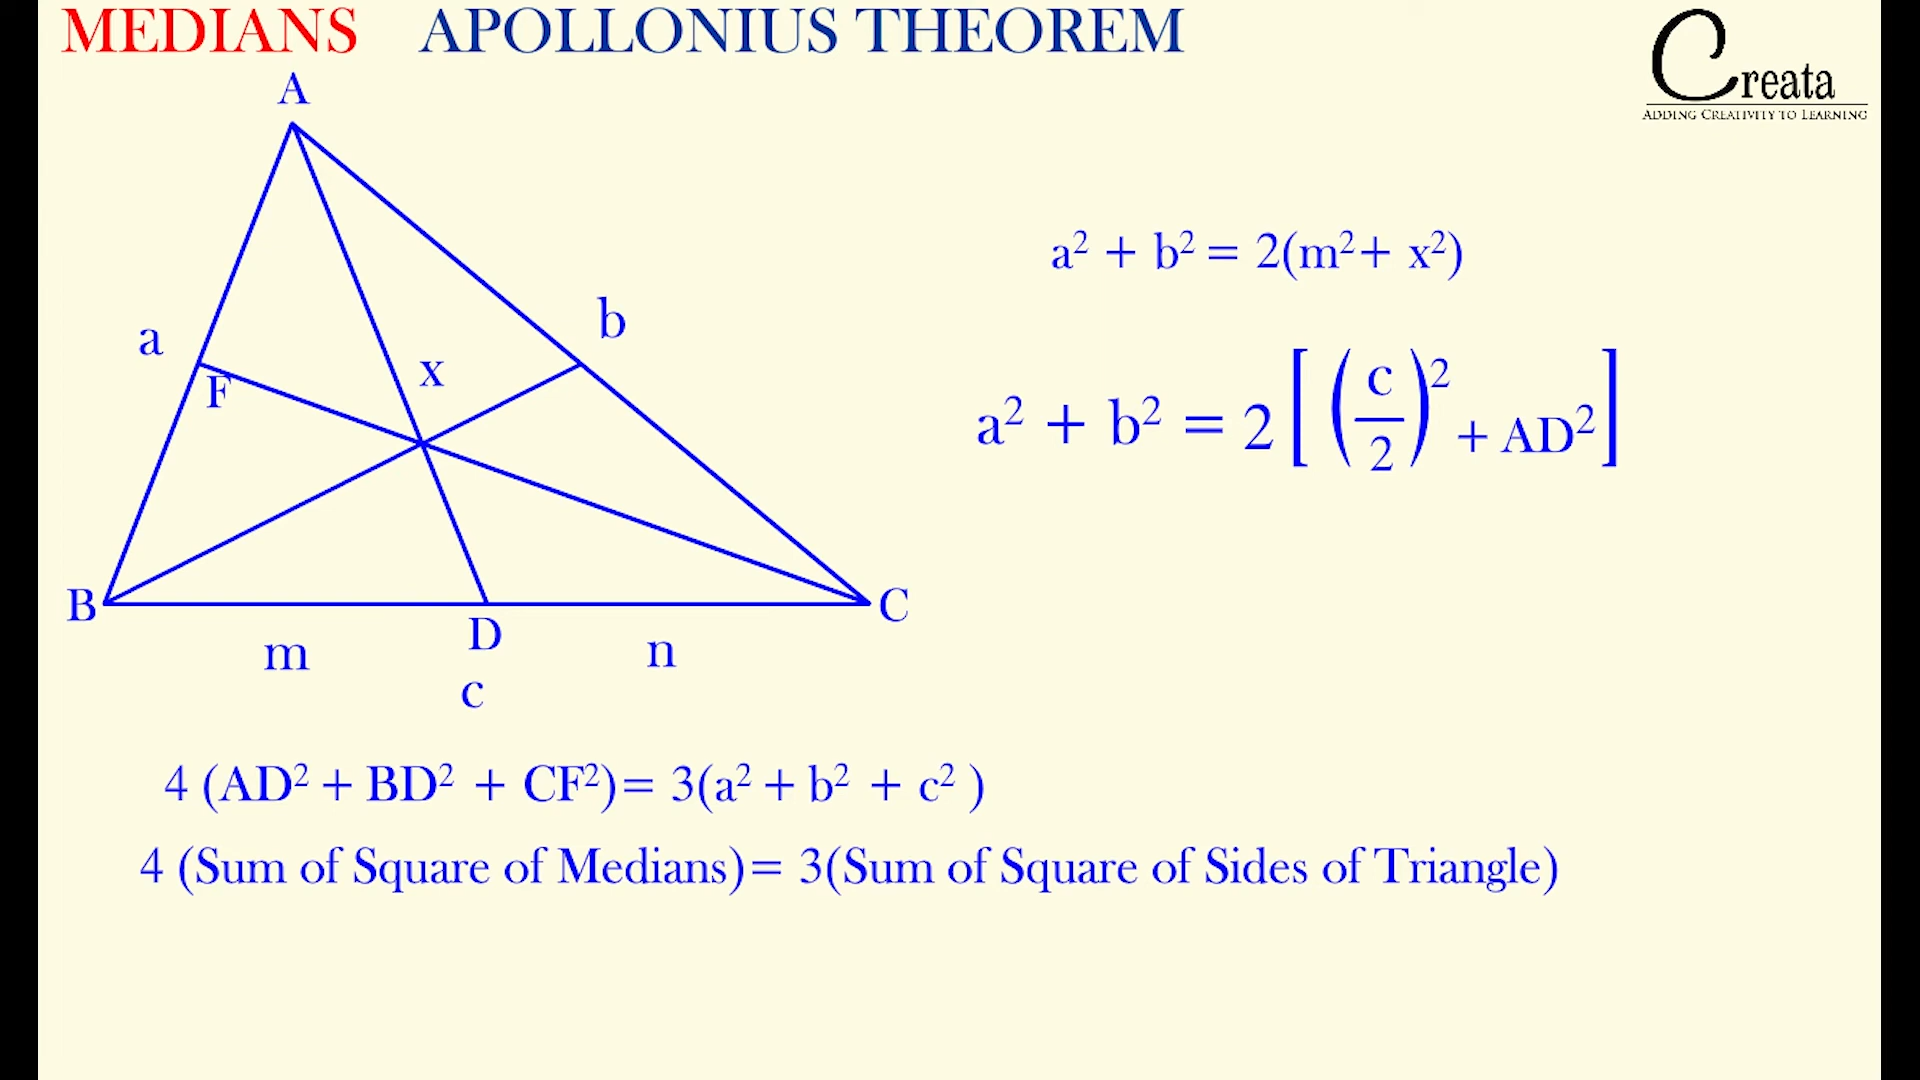 MEDIANS APOLLONIUS THEOREM
Creata
ADDING CREATIVITY TO LEARNING
A
a² + b² = 2(m²+ x²)
b
a
x
F
a² + b² = 2 [ (c/2)² + AD² ]
B
C
D
m
n
c
4 (AD² + BD² + CF²)= 3(a² + b² + c² )
4 (Sum of Square of Medians)= 3(Sum of Square of Sides of Triangle)